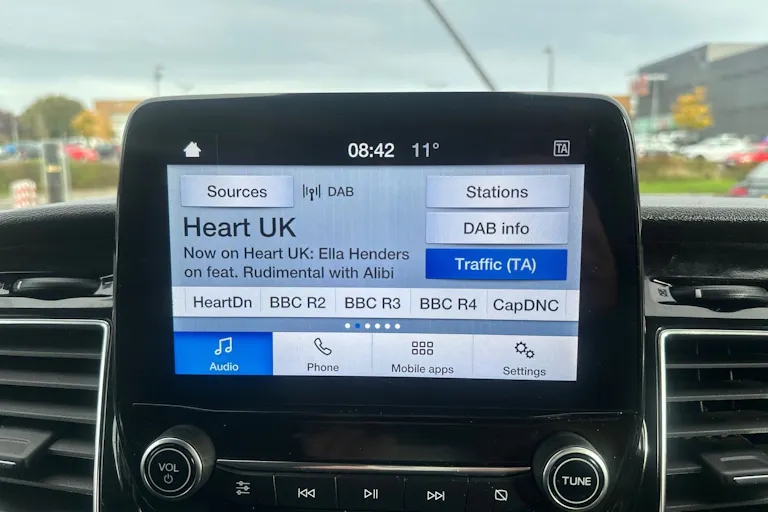 08:42 11° TA
Sources DAB Stations
Heart UK DAB info
Now on Heart UK: Ella Henders
on feat. Rudimental with Alibi
Traffic (TA)
HeartDn BBC R2 BBC R3 BBC R4 CapDNC
Audio Phone Mobile apps Settings
VOL TUNE